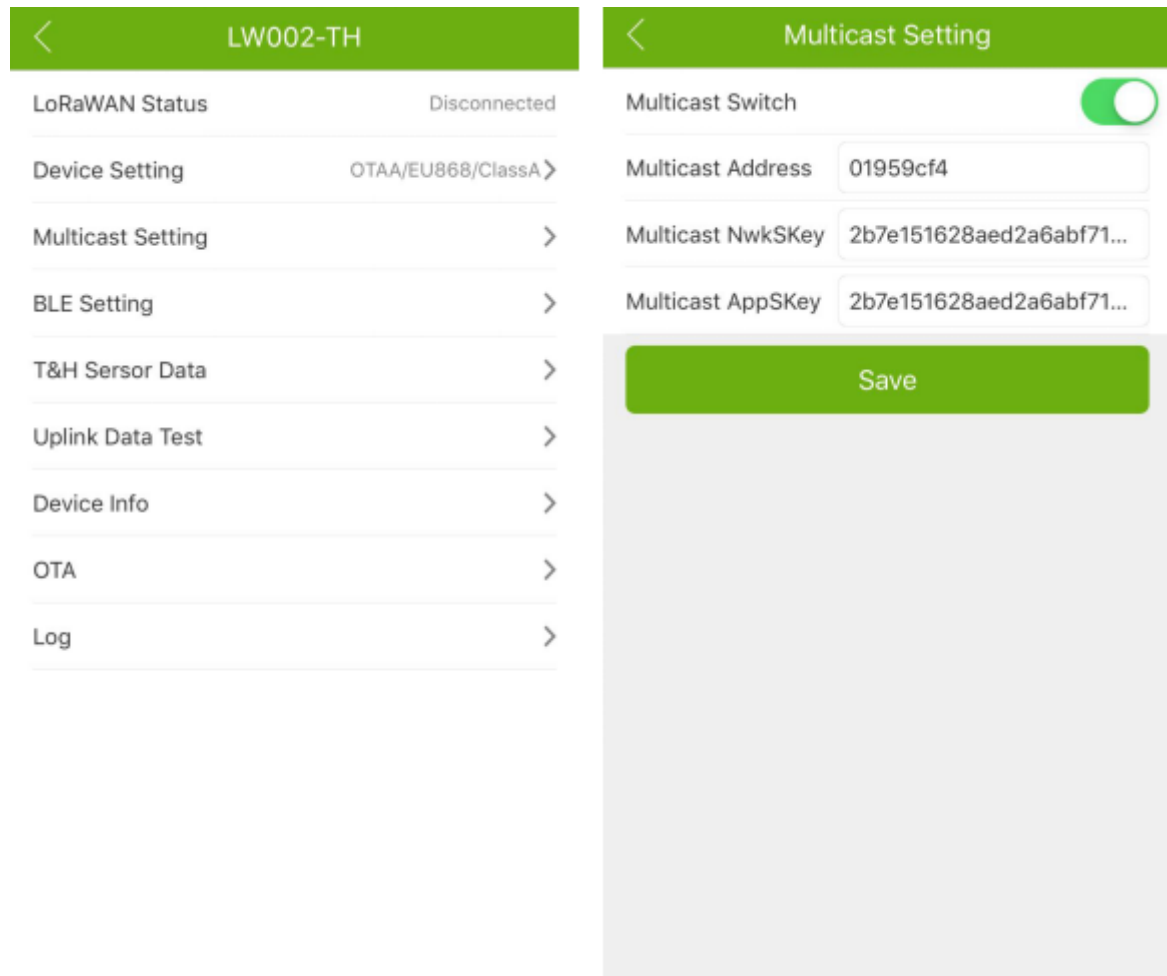 LW002-TH
LoRaWAN Status Disconnected
Device Setting OTAA/EU868/ClassA
Multicast Setting
BLE Setting
T&H Sersor Data
Uplink Data Test
Device Info
OTA
Log
Multicast Setting
Multicast Switch
Multicast Address 01959cf4
Multicast NwkSKey 2b7e151628aed2a6abf71...
Multicast AppSKey 2b7e151628aed2a6abf71...
Save